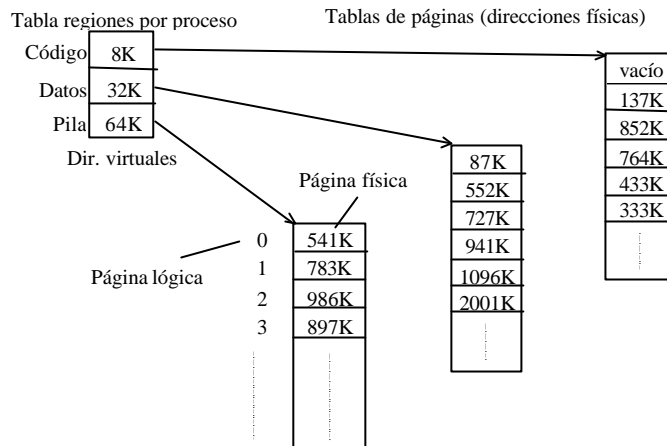 Tabla regiones por proceso
Tablas de páginas (direcciones físicas)
Código 8K
Datos 32K
Pila 64K
Dir. virtuales
vacío
137K
852K
764K
433K
333K
87K
552K
727K
941K
1096K
2001K
Página física
Página lógica
0 541K
1 783K
2 986K
3 897K